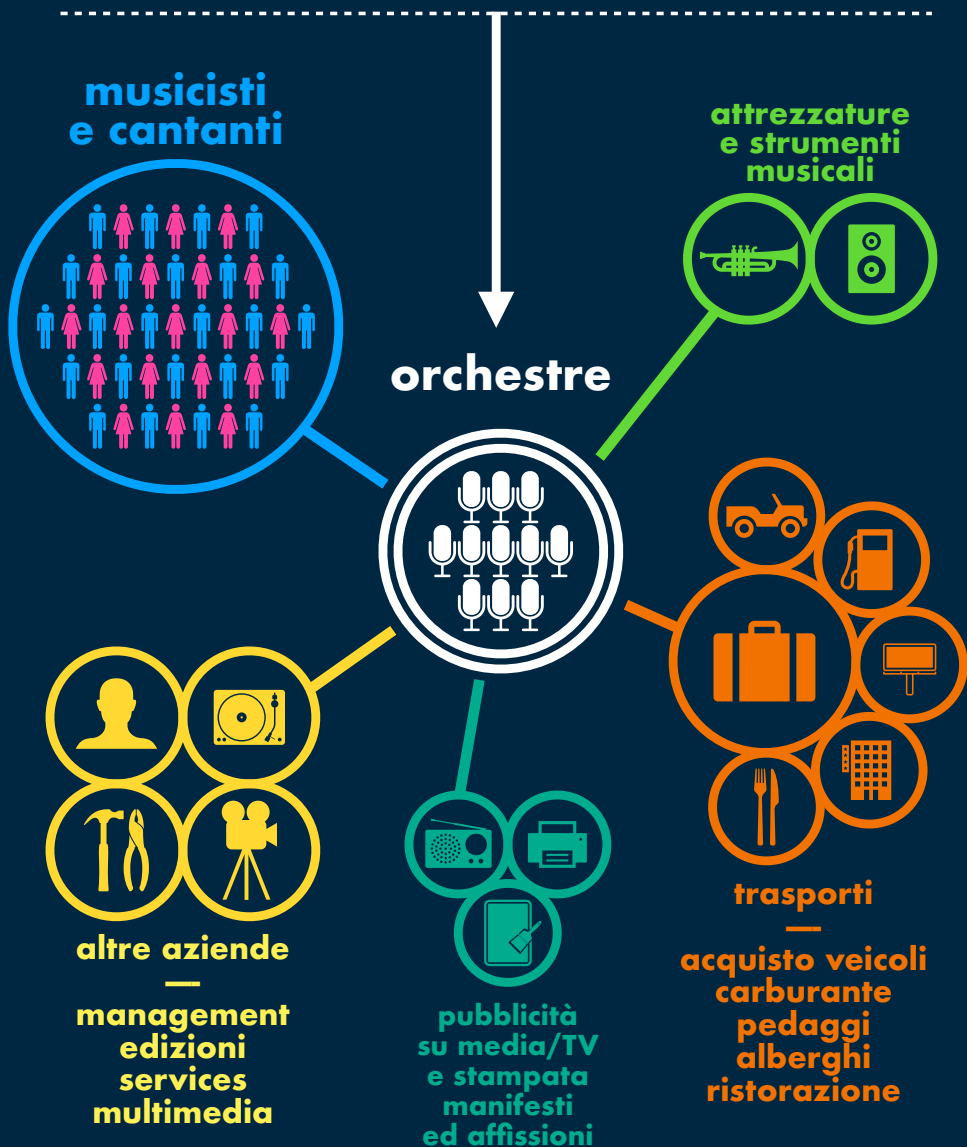 musicisti
e cantanti
attrezzature
e strumenti
musicali
orchestre
altre aziende
—
management
edizioni
services
multimedia
pubblicità
su media/TV
e stampata
manifesti
ed affissioni
trasporti
—
acquisto veicoli
carburante
pedaggi
alberghi
ristorazione